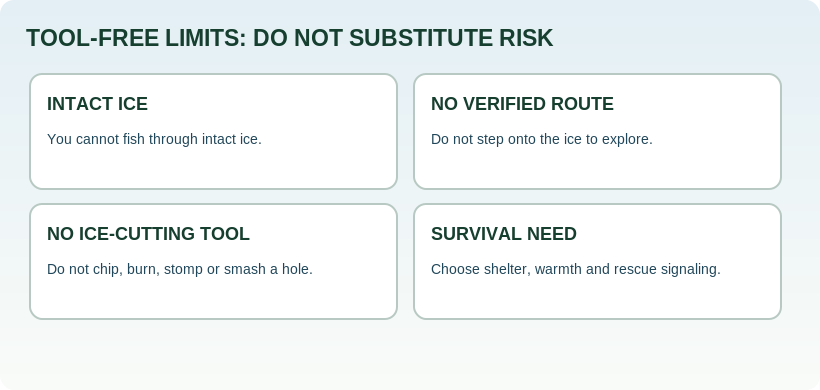 TOOL-FREE LIMITS: DO NOT SUBSTITUTE RISK
INTACT ICE
You cannot fish through intact ice.
NO VERIFIED ROUTE
Do not step onto the ice to explore.
NO ICE-CUTTING TOOL
Do not chip, burn, stomp or smash a hole.
SURVIVAL NEED
Choose shelter, warmth and rescue signaling.